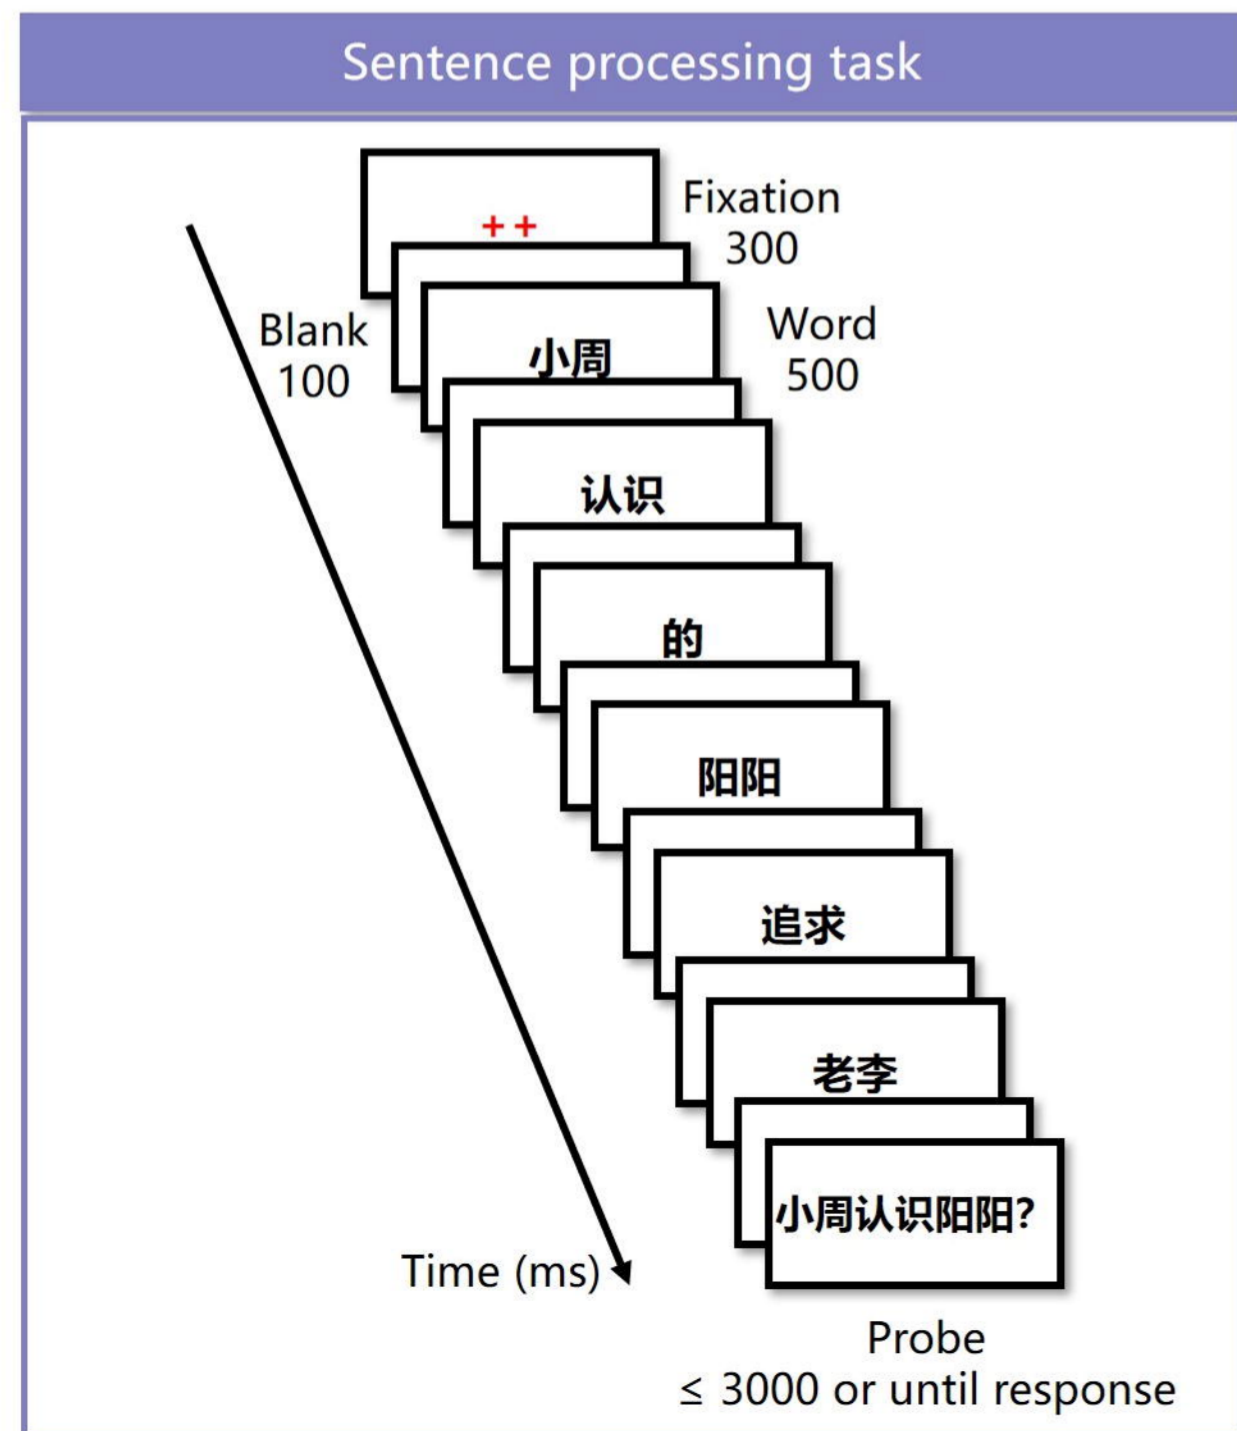 Sentence processing task
++
Fixation
300
Blank
100
小周
Word
500
认识
的
阳阳
追求
老李
小周认识阳阳?
Time (ms)
Probe
≤ 3000 or until response